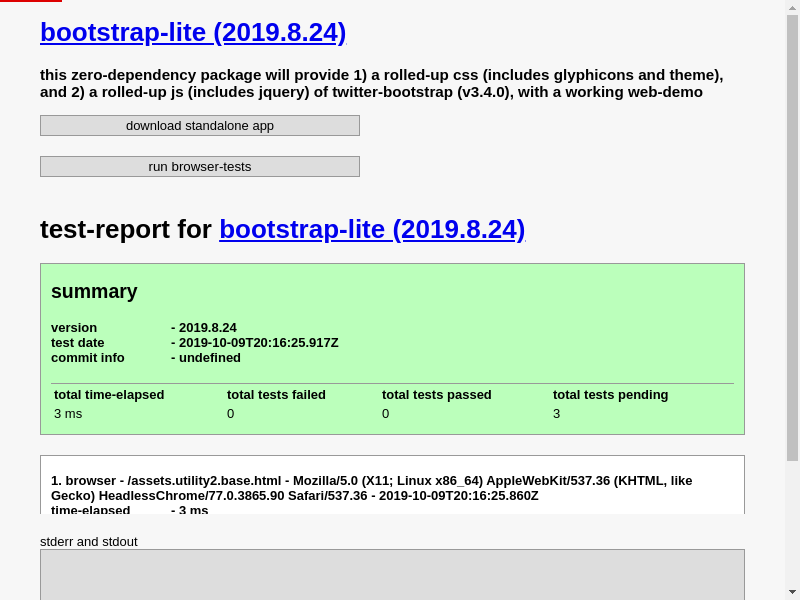 bootstrap-lite (2019.8.24)
this zero-dependency package will provide 1) a rolled-up css (includes glyphicons and theme),
and 2) a rolled-up js (includes jquery) of twitter-bootstrap (v3.4.0), with a working web-demo
download standalone app
run browser-tests
test-report for bootstrap-lite (2019.8.24)
summary
version - 2019.8.24
test date - 2019-10-09T20:16:25.917Z
commit info - undefined
total time-elapsed total tests failed total tests passed total tests pending
3 ms 0 0 3
1. browser - /assets.utility2.base.html - Mozilla/5.0 (X11; Linux x86_64) AppleWebKit/537.36 (KHTML, like
Gecko) HeadlessChrome/77.0.3865.90 Safari/537.36 - 2019-10-09T20:16:25.860Z
time-elapsed - 3 ms
stderr and stdout